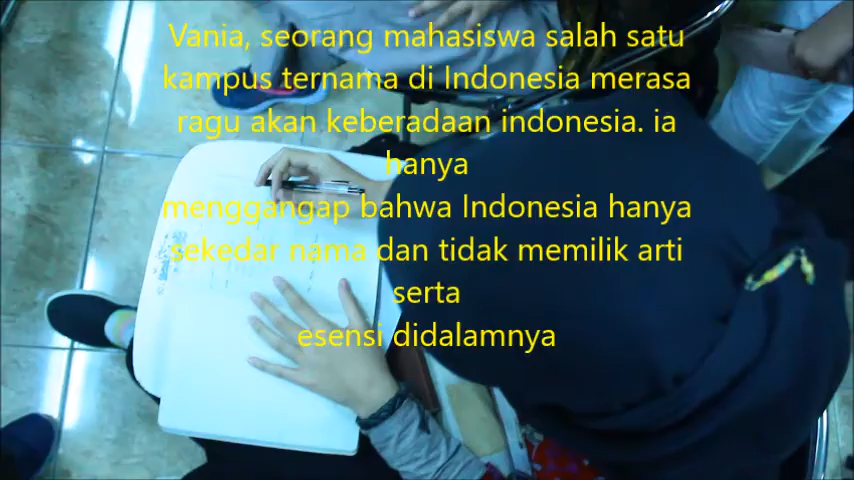 Vania, seorang mahasiswa salah satu
kampus ternama di Indonesia merasa
ragu akan keberadaan indonesia. ia
hanya
menggangap bahwa Indonesia hanya
sekedar nama dan tidak memilik arti
serta
esensi didalamnya